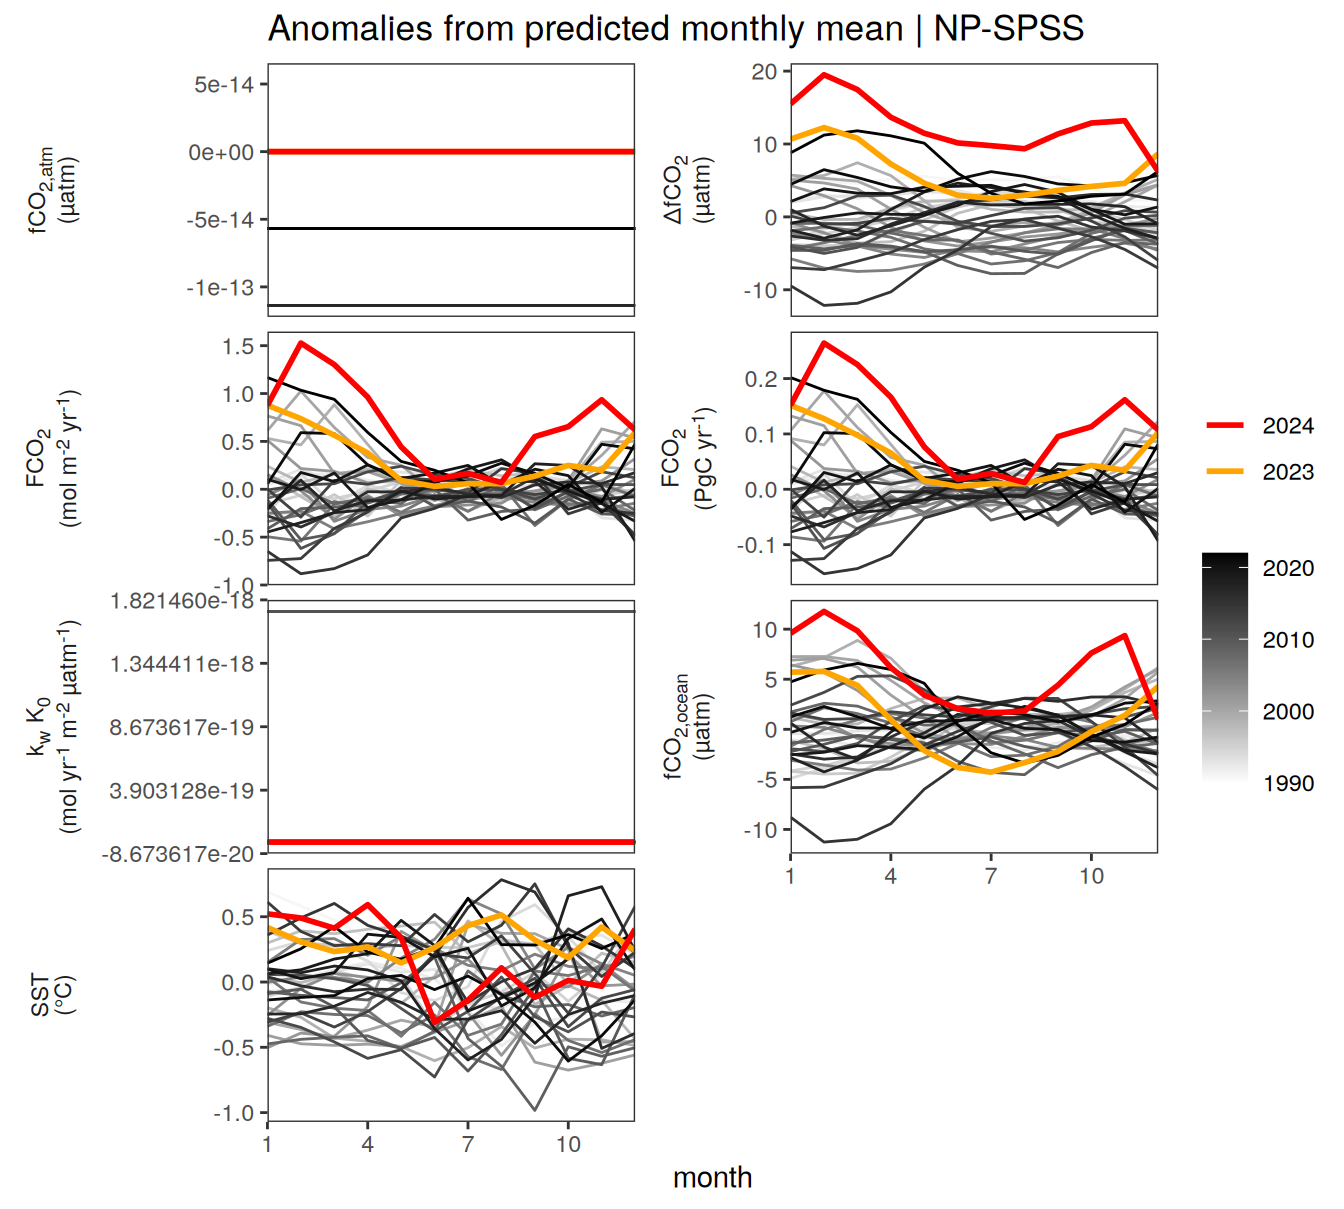 Anomalies from predicted monthly mean | NP-SPSS
fCO2,atm
(µatm)
5e-14
0e+00
-5e-14
-1e-13
ΔfCO2
(µatm)
20
10
0
-10
FCO2
(mol m-2 yr-1)
1.5
1.0
0.5
0.0
-0.5
-1.0
FCO2
(PgC yr-1)
0.2
0.1
0.0
-0.1
kw K0
(mol yr-1 m-2 µatm-1)
1.821460e-18
1.344411e-18
8.673617e-19
3.903128e-19
-8.673617e-20
fCO2,ocean
(µatm)
10
5
0
-5
-10
1 4 7 10
SST
(°C)
0.5
0.0
-0.5
-1.0
1 4 7 10
month
2024
2023
2020
2010
2000
1990